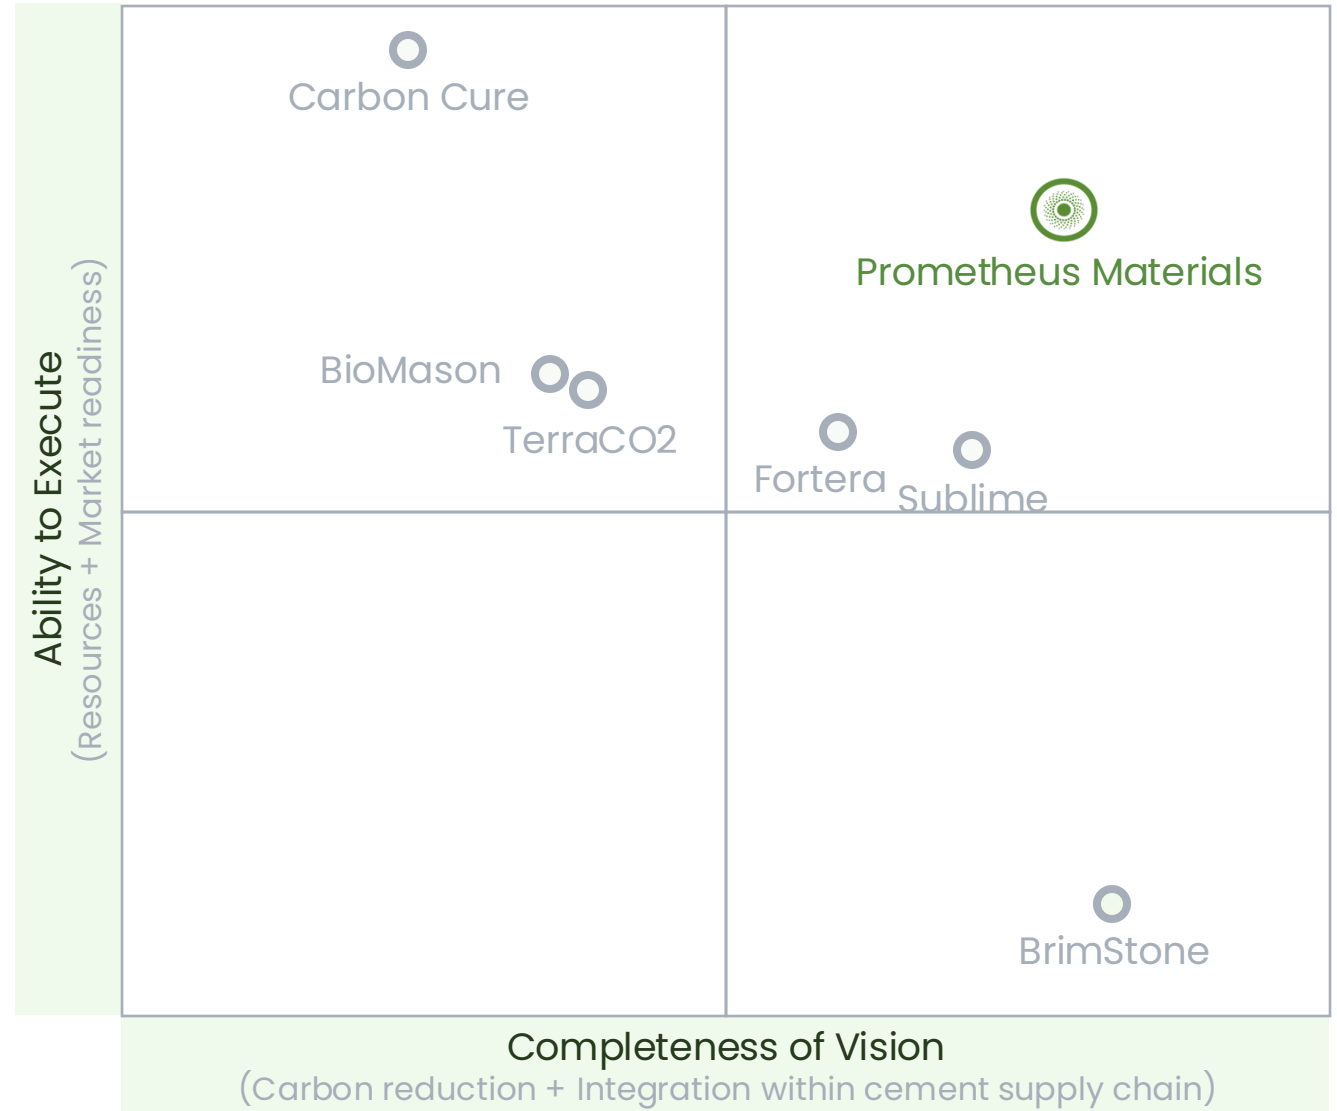 Carbon Cure
Prometheus Materials
BioMason
TerraCO2
Fortera
Sublime
BrimStone
Ability to Execute
(Resources + Market readiness)
Completeness of Vision
(Carbon reduction + Integration within cement supply chain)